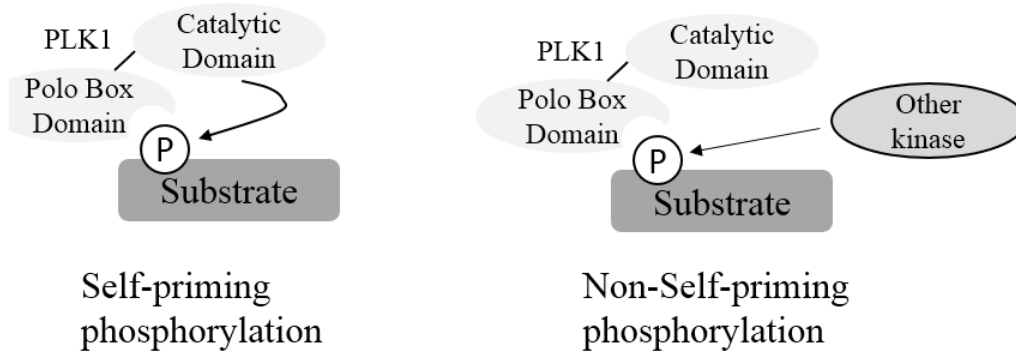 PLK1
Catalytic
Domain
Polo Box
Domain
P
Substrate
Self-priming
phosphorylation
PLK1
Catalytic
Domain
Polo Box
Domain
Other
kinase
P
Substrate
Non-Self-priming
phosphorylation